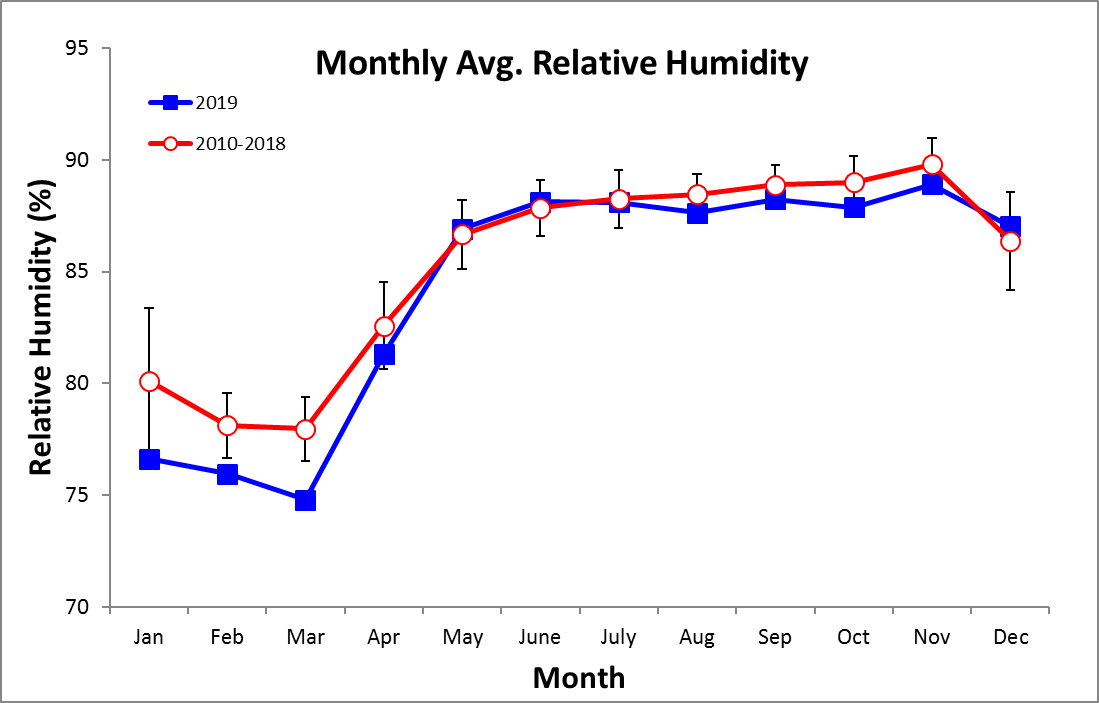 Monthly Avg. Relative Humidity
2019
2010-2018
Relative Humidity (%)
95
90
85
80
75
70
Jan Feb Mar Apr May June July Aug Sep Oct Nov Dec
Month